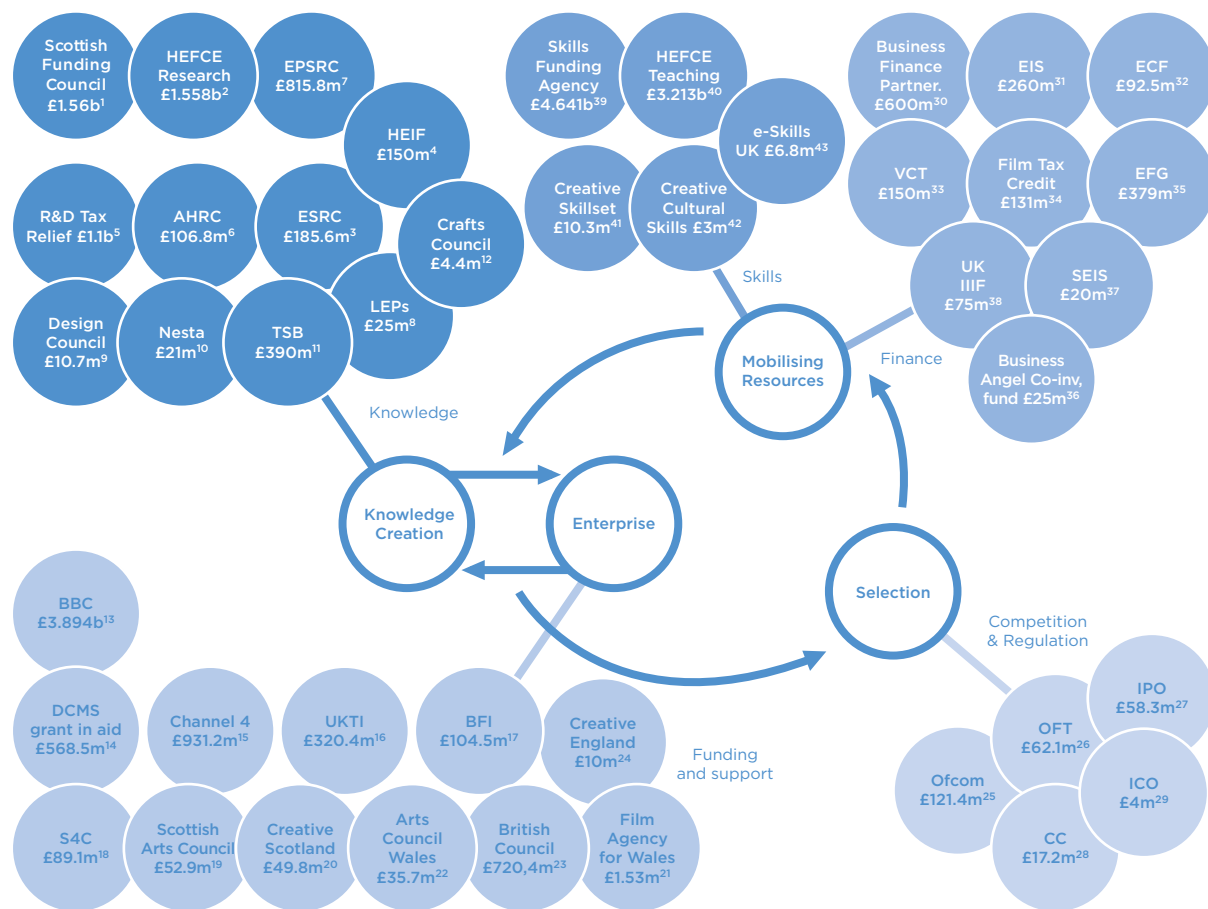 Scottish
Funding
Council
£1.56b1
HEFCE
Research
£1.558b2
EPSRC
£815.8m7
HEIF
£150m4
R&D Tax
Relief £1.1b5
AHRC
£106.8m6
ESRC
£185.6m3
Crafts
Council
£4.4m12
Design
Council
£10.7m9
Nesta
£21m10
TSB
£390m11
LEPs
£25m8
Knowledge
Skills
Funding
Agency
£4.641b39
HEFCE
Teaching
£3.213b40
e-Skills
UK £6.8m43
Creative
Skillset
£10.3m41
Creative
Cultural
Skills £3m42
Skills
Business
Finance
Partner.
£600m30
EIS
£260m31
ECF
£92.5m32
VCT
£150m33
Film Tax
Credit
£131m34
EFG
£379m35
UK
IIIF
£75m38
SEIS
£20m37
Business
Angel Co-inv,
fund £25m36
Finance
Mobilising
Resources
Knowledge
Creation
Enterprise
Selection
Competition
& Regulation
BBC
£3.894b13
DCMS
grant in aid
£568.5m14
Channel 4
£931.2m15
UKTI
£320.4m16
BFI
£104.5m17
Creative
England
£10m24
Funding
and support
S4C
£89.1m18
Scottish
Arts Council
£52.9m19
Creative
Scotland
£49.8m20
Arts
Council
Wales
£35.7m22
British
Council
£720,4m23
Film
Agency
for Wales
£1.53m21
IPO
£58.3m27
OFT
£62.1m26
Ofcom
£121.4m25
ICO
£4m29
CC
£17.2m28